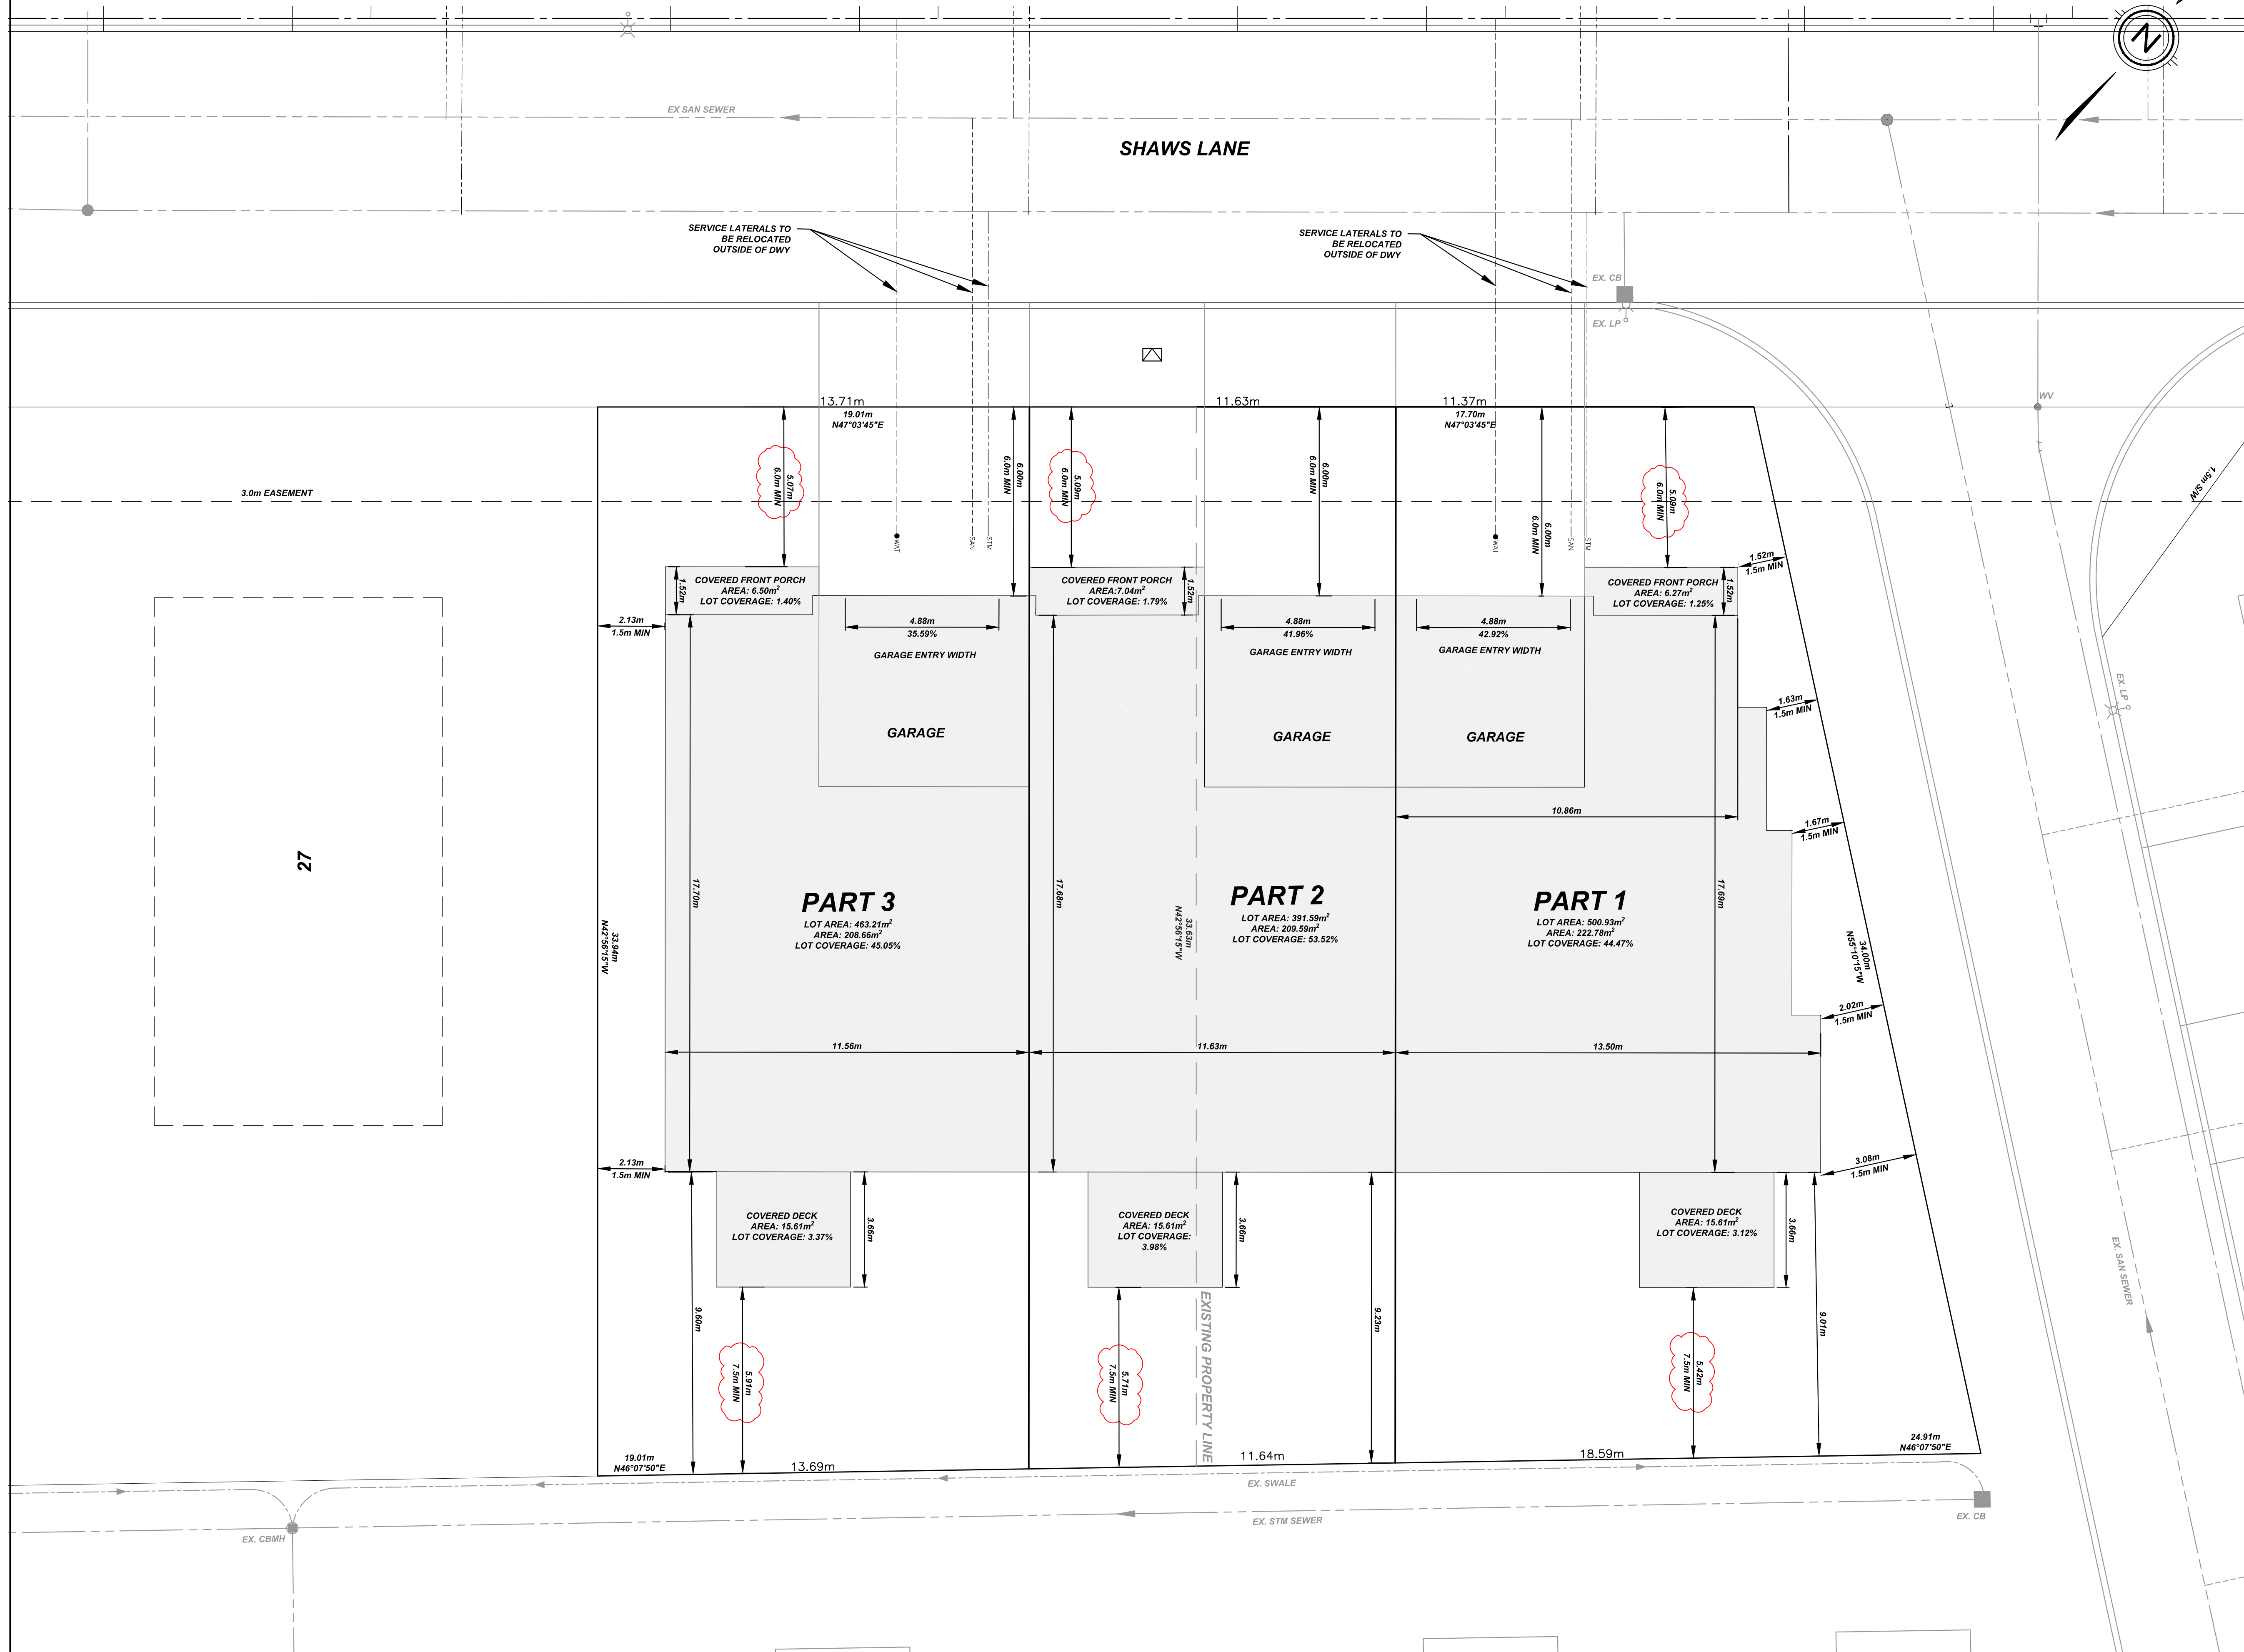 N
EX SAN SEWER
SHAWS LANE
SERVICE LATERALS TO
BE RELOCATED
OUTSIDE OF DWY
SERVICE LATERALS TO
BE RELOCATED
OUTSIDE OF DWY
EX. CB
EX. LP
WV
1.5m S/W
13.71m
19.01m
N47°03'45"E
11.63m
11.37m
17.70m
N47°03'45"E
3.0m EASEMENT
5.07m
6.0m MIN
6.00m
6.0m MIN
5.09m
6.0m MIN
6.00m
6.0m MIN
6.00m
6.0m MIN
5.09m
6.0m MIN
WAT
SAN
STM
WAT
SAN
STM
1.52m
1.5m MIN
COVERED FRONT PORCH
AREA: 6.50m²
LOT COVERAGE: 1.40%
1.52m
COVERED FRONT PORCH
AREA:7.04m²
LOT COVERAGE: 1.79%
1.52m
COVERED FRONT PORCH
AREA: 6.27m²
LOT COVERAGE: 1.25%
1.52m
2.13m
1.5m MIN
4.88m
35.59%
GARAGE ENTRY WIDTH
4.88m
41.96%
GARAGE ENTRY WIDTH
4.88m
42.92%
GARAGE ENTRY WIDTH
GARAGE
GARAGE
GARAGE
1.63m
1.5m MIN
EX. LP
10.86m
1.67m
1.5m MIN
27
17.70m
17.68m
17.69m
PART 3
LOT AREA: 463.21m²
AREA: 208.66m²
LOT COVERAGE: 45.05%
PART 2
LOT AREA: 391.59m²
AREA: 209.59m²
LOT COVERAGE: 53.52%
PART 1
LOT AREA: 500.93m²
AREA: 222.78m²
LOT COVERAGE: 44.47%
33.94m
N42°56'15"W
33.63m
N42°56'15"W
34.00m
N55°10'15"W
2.02m
1.5m MIN
11.56m
11.63m
13.50m
2.13m
1.5m MIN
3.08m
1.5m MIN
COVERED DECK
AREA: 15.61m²
LOT COVERAGE: 3.37%
3.66m
COVERED DECK
AREA: 15.61m²
LOT COVERAGE:
3.98%
3.66m
COVERED DECK
AREA: 15.61m²
LOT COVERAGE: 3.12%
3.66m
EX. SAN SEWER
9.60m
5.91m
7.5m MIN
5.71m
7.5m MIN
EXISTING PROPERTY LINE
9.23m
5.42m
7.5m MIN
9.01m
19.01m
N46°07'50"E
13.69m
11.64m
18.59m
24.91m
N46°07'50"E
EX. SWALE
EX. STM SEWER
EX. CBMH
EX. CB